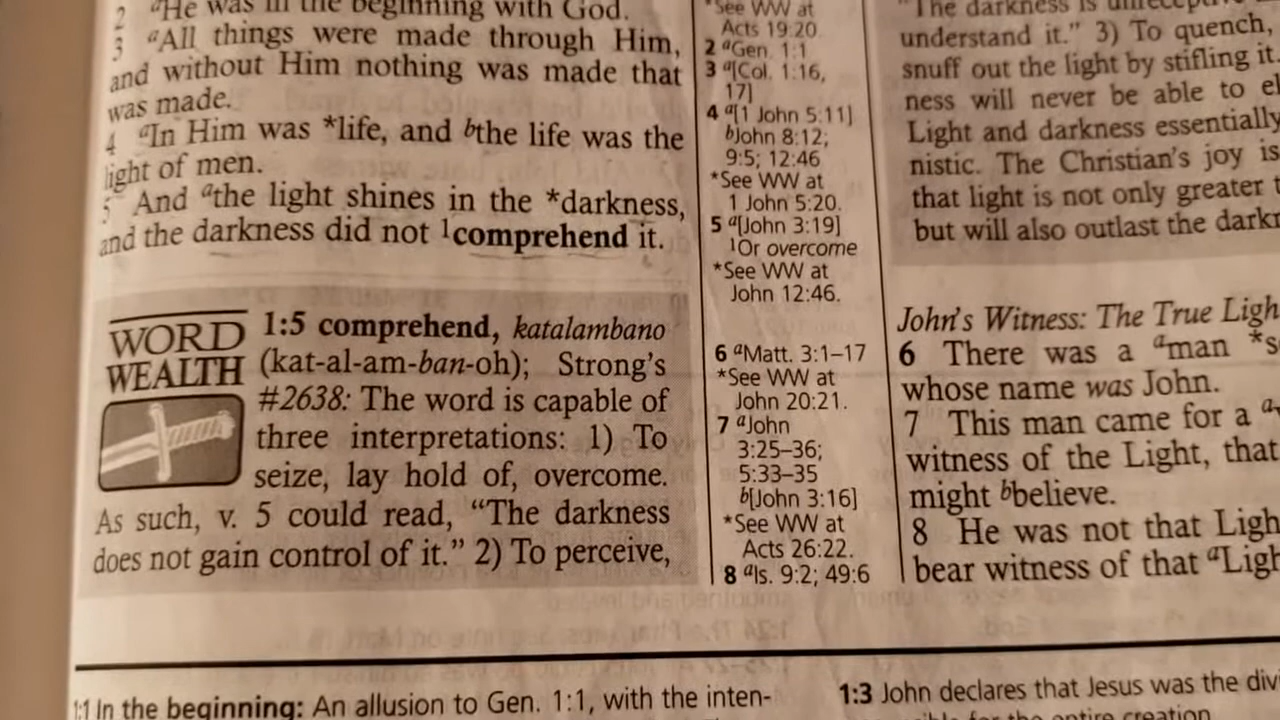 2 aHe was in the beginning with God.
3 aAll things were made through Him,
and without Him nothing was made that
was made.
4 aIn Him was *life, and bthe life was the
light of men.
5 And athe light shines in the *darkness,
and the darkness did not 1comprehend it.
WORD
WEALTH
1:5 comprehend, katalambano
(kat-al-am-ban-oh); Strong's
#2638: The word is capable of
three interpretations: 1) To
seize, lay hold of, overcome.
As such, v. 5 could read, "The darkness
does not gain control of it." 2) To perceive,
*See WW at
Acts 19:20
2 aGen. 1:1
3 a[Col. 1:16,
17]
4 a[1 John 5:11]
bJohn 8:12;
9:5; 12:46
*See WW at
1 John 5:20.
5 a[John 3:19]
1Or overcome
*See WW at
John 12:46.
6 aMatt. 3:1–17
*See WW at
John 20:21.
7 aJohn
3:25–36;
5:33–35
b[John 3:16]
*See WW at
Acts 26:22.
8 aIs. 9:2; 49:6
"The darkness is
understand it." 3) To quench,
snuff out the light by stifling it.
ness will never be able to
Light and darkness essentially
nistic. The Christian's joy is
that light is not only greater
but will also outlast the
John's Witness: The True
6 There was a aman
whose name was John.
7 This man came for a
witness of the Light, that
might bbelieve.
8 He was not that
bear witness of that
1:1 In the beginning: An allusion to Gen. 1:1, with the inten-
1:3 John declares that Jesus was the
for the entire creation